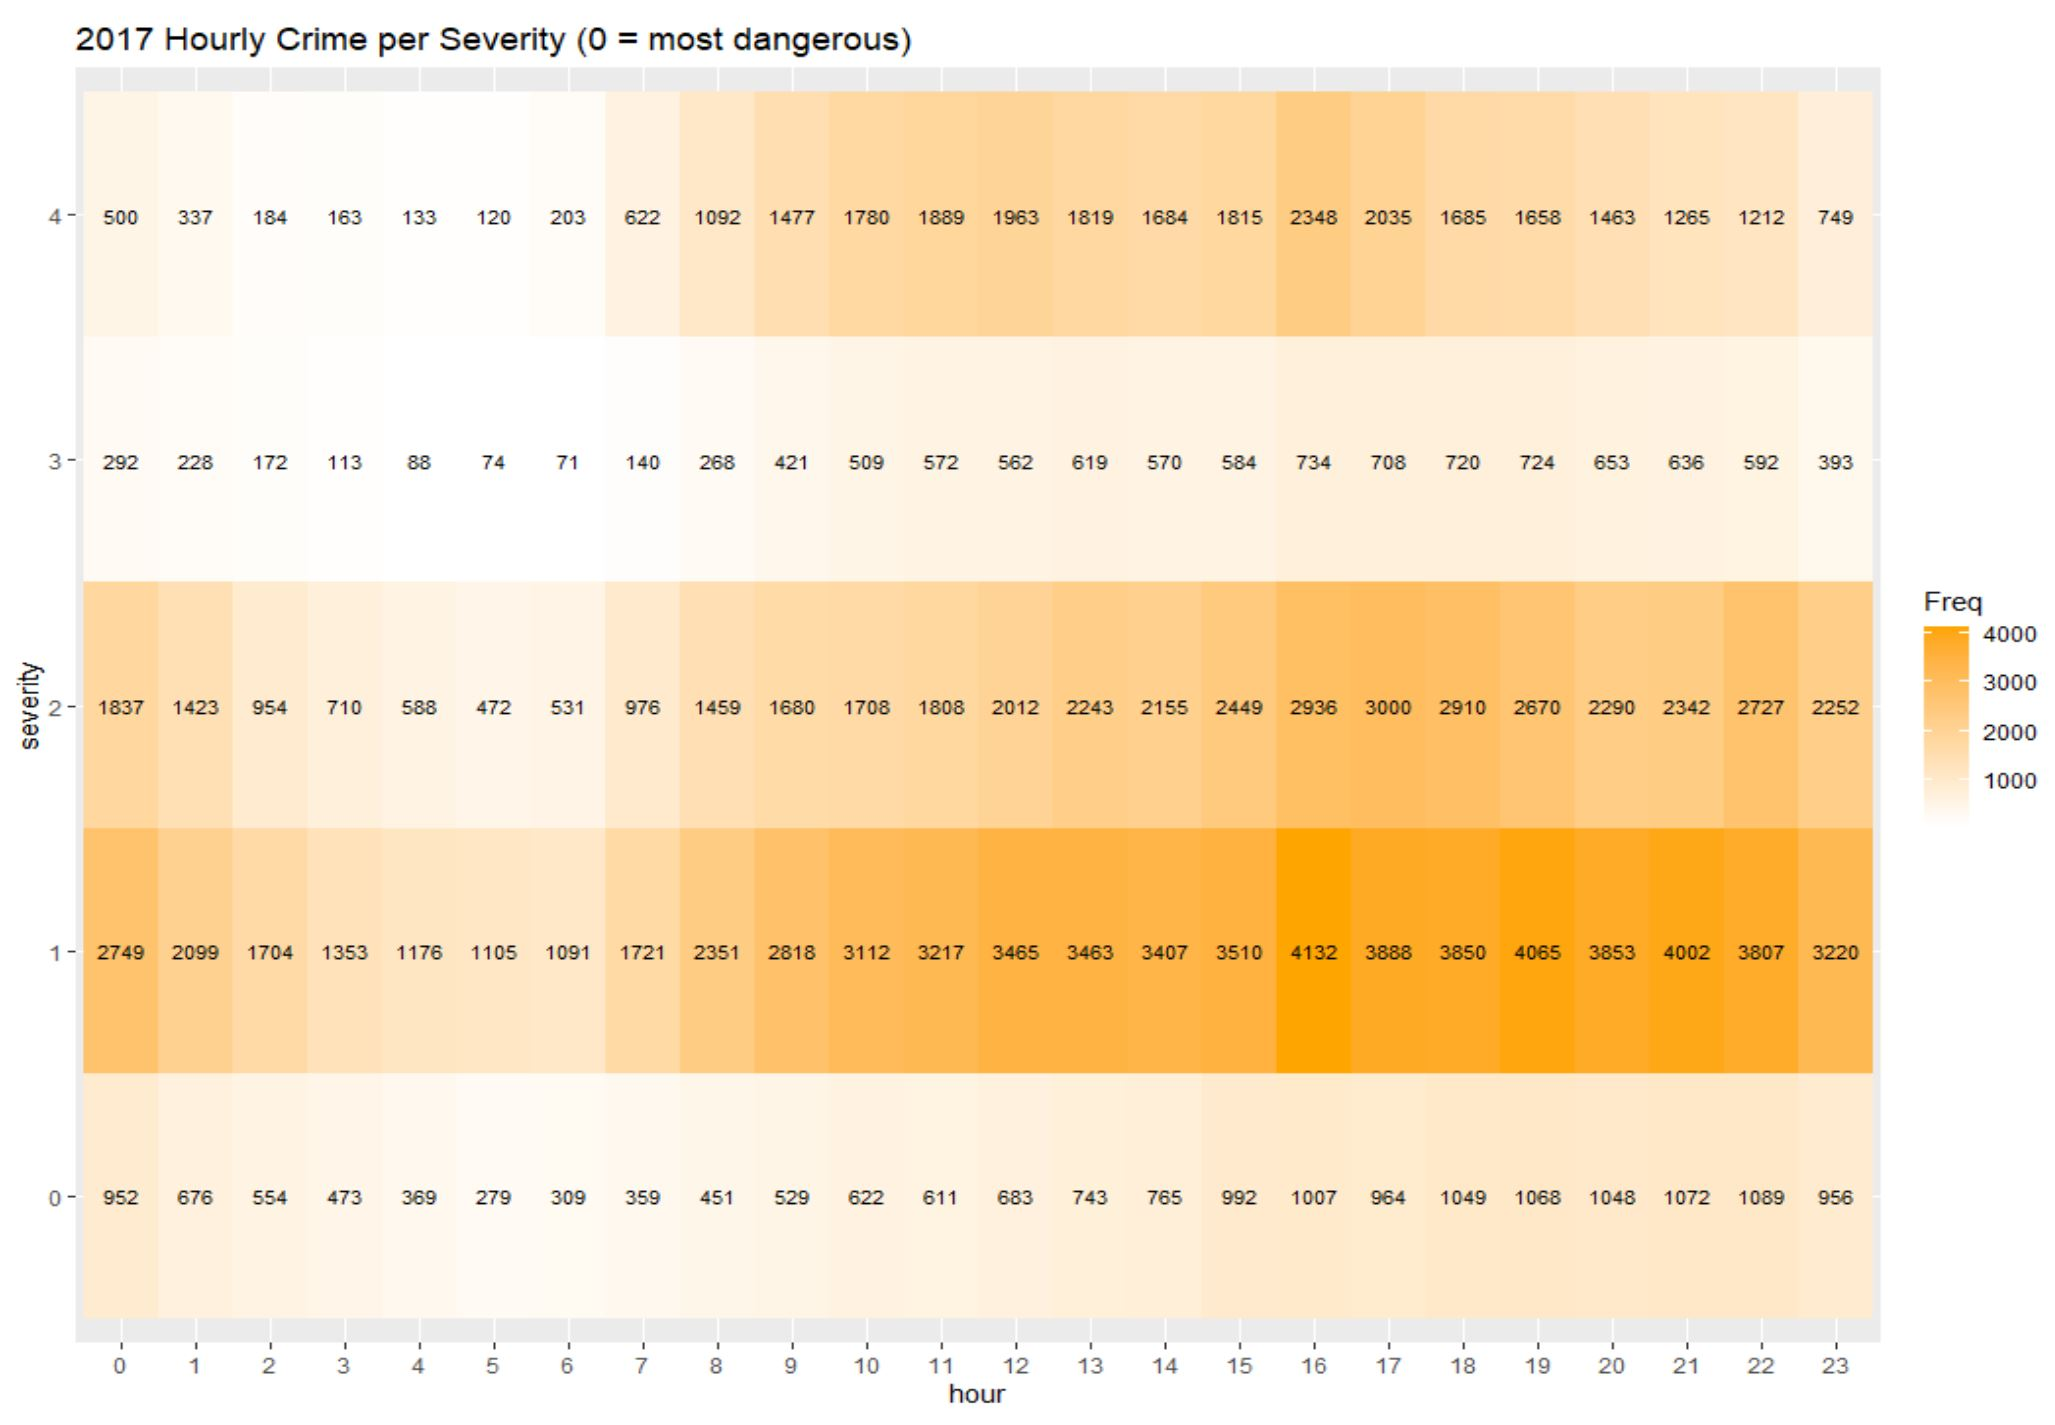 2017 Hourly Crime per Severity (0 = most dangerous)
4 500 337 184 163 133 120 203 622 1092 1477 1780 1889 1963 1819 1684 1815 2348 2035 1685 1658 1463 1265 1212 749
3 292 228 172 113 88 74 71 140 268 421 509 572 562 619 570 584 734 708 720 724 653 636 592 393
severity
2 1837 1423 954 710 588 472 531 976 1459 1680 1708 1808 2012 2243 2155 2449 2936 3000 2910 2670 2290 2342 2727 2252
1 2749 2099 1704 1353 1176 1105 1091 1721 2351 2818 3112 3217 3465 3463 3407 3510 4132 3888 3850 4065 3853 4002 3807 3220
0 952 676 554 473 369 279 309 359 451 529 622 611 683 743 765 992 1007 964 1049 1068 1048 1072 1089 956
0 1 2 3 4 5 6 7 8 9 10 11 12 13 14 15 16 17 18 19 20 21 22 23
hour
Freq
4000
3000
2000
1000